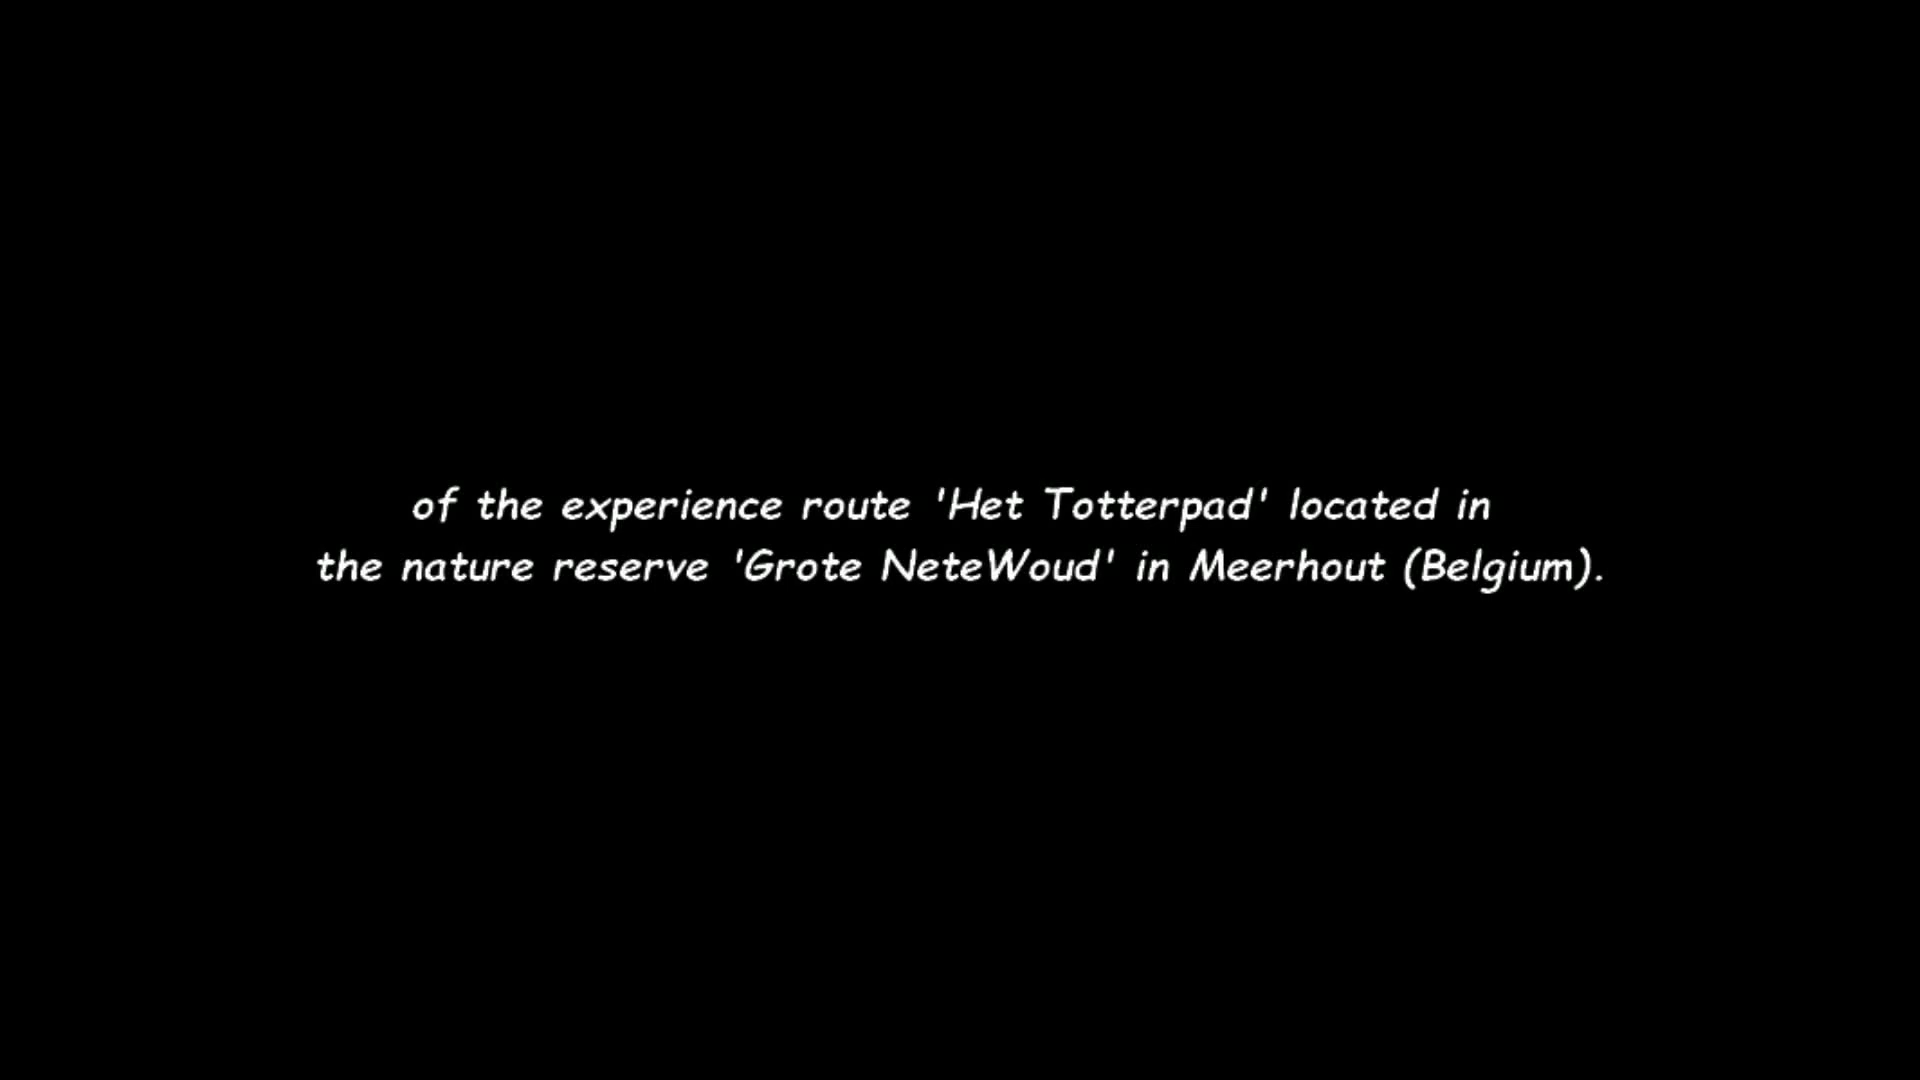 of the experience route 'Het Totterpad' located in
the nature reserve 'Grote NeteWoud' in Meerhout (Belgium).